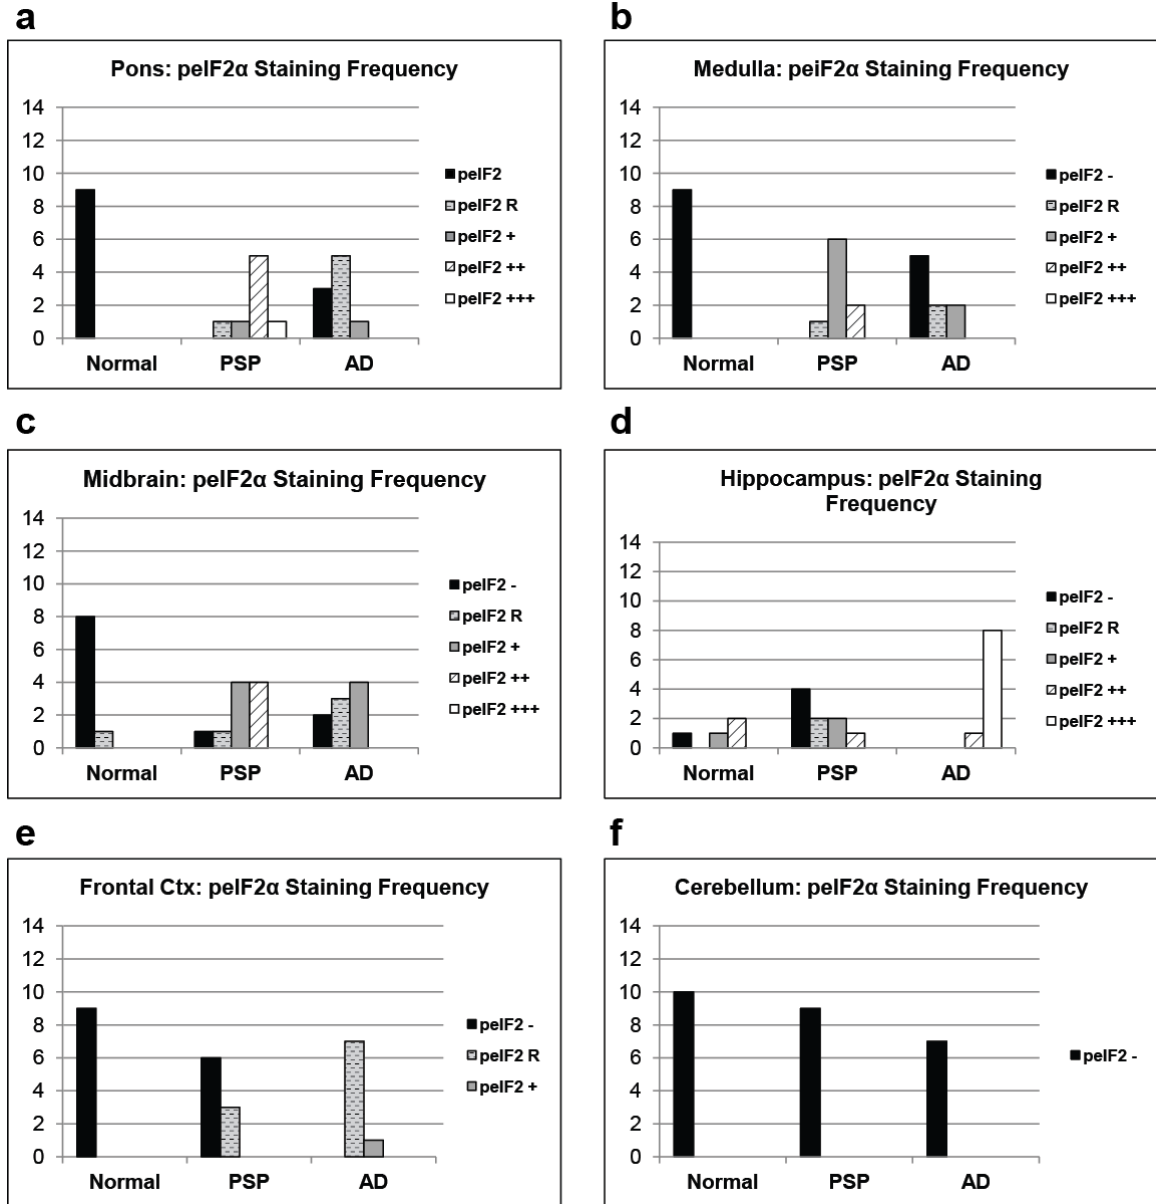 a
Pons: peIF2α Staining Frequency
14
12
10
8
6
4
2
0
Normal
PSP
AD
peIF2
peIF2 R
peIF2 +
peIF2 ++
peIF2 +++
b
Medulla: peiF2α Staining Frequency
14
12
10
8
6
4
2
0
Normal
PSP
AD
peIF2 -
peIF2 R
peIF2 +
peIF2 ++
peIF2 +++
c
Midbrain: peIF2α Staining Frequency
14
12
10
8
6
4
2
0
Normal
PSP
AD
peIF2 -
peIF2 R
peIF2 +
peIF2 ++
peIF2 +++
d
Hippocampus: peIF2α Staining
Frequency
14
12
10
8
6
4
2
0
Normal
PSP
AD
peIF2 -
peIF2 R
peIF2 +
peIF2 ++
peIF2 +++
e
Frontal Ctx: peIF2α Staining Frequency
14
12
10
8
6
4
2
0
Normal
PSP
AD
peIF2 -
peIF2 R
peIF2 +
f
Cerebellum: peIF2α Staining Frequency
14
12
10
8
6
4
2
0
Normal
PSP
AD
peIF2 -